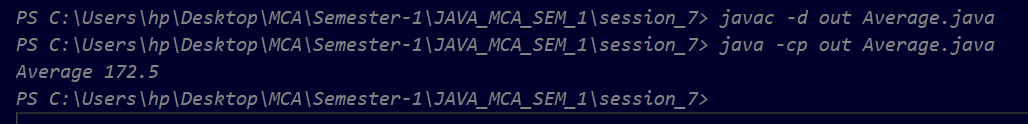 PS C:\Users\hp\Desktop\MCA\Semester-1\JAVA_MCA_SEM_1\session_7> javac -d out Average.java
PS C:\Users\hp\Desktop\MCA\Semester-1\JAVA_MCA_SEM_1\session_7> java -cp out Average.java
Average 172.5
PS C:\Users\hp\Desktop\MCA\Semester-1\JAVA_MCA_SEM_1\session_7>